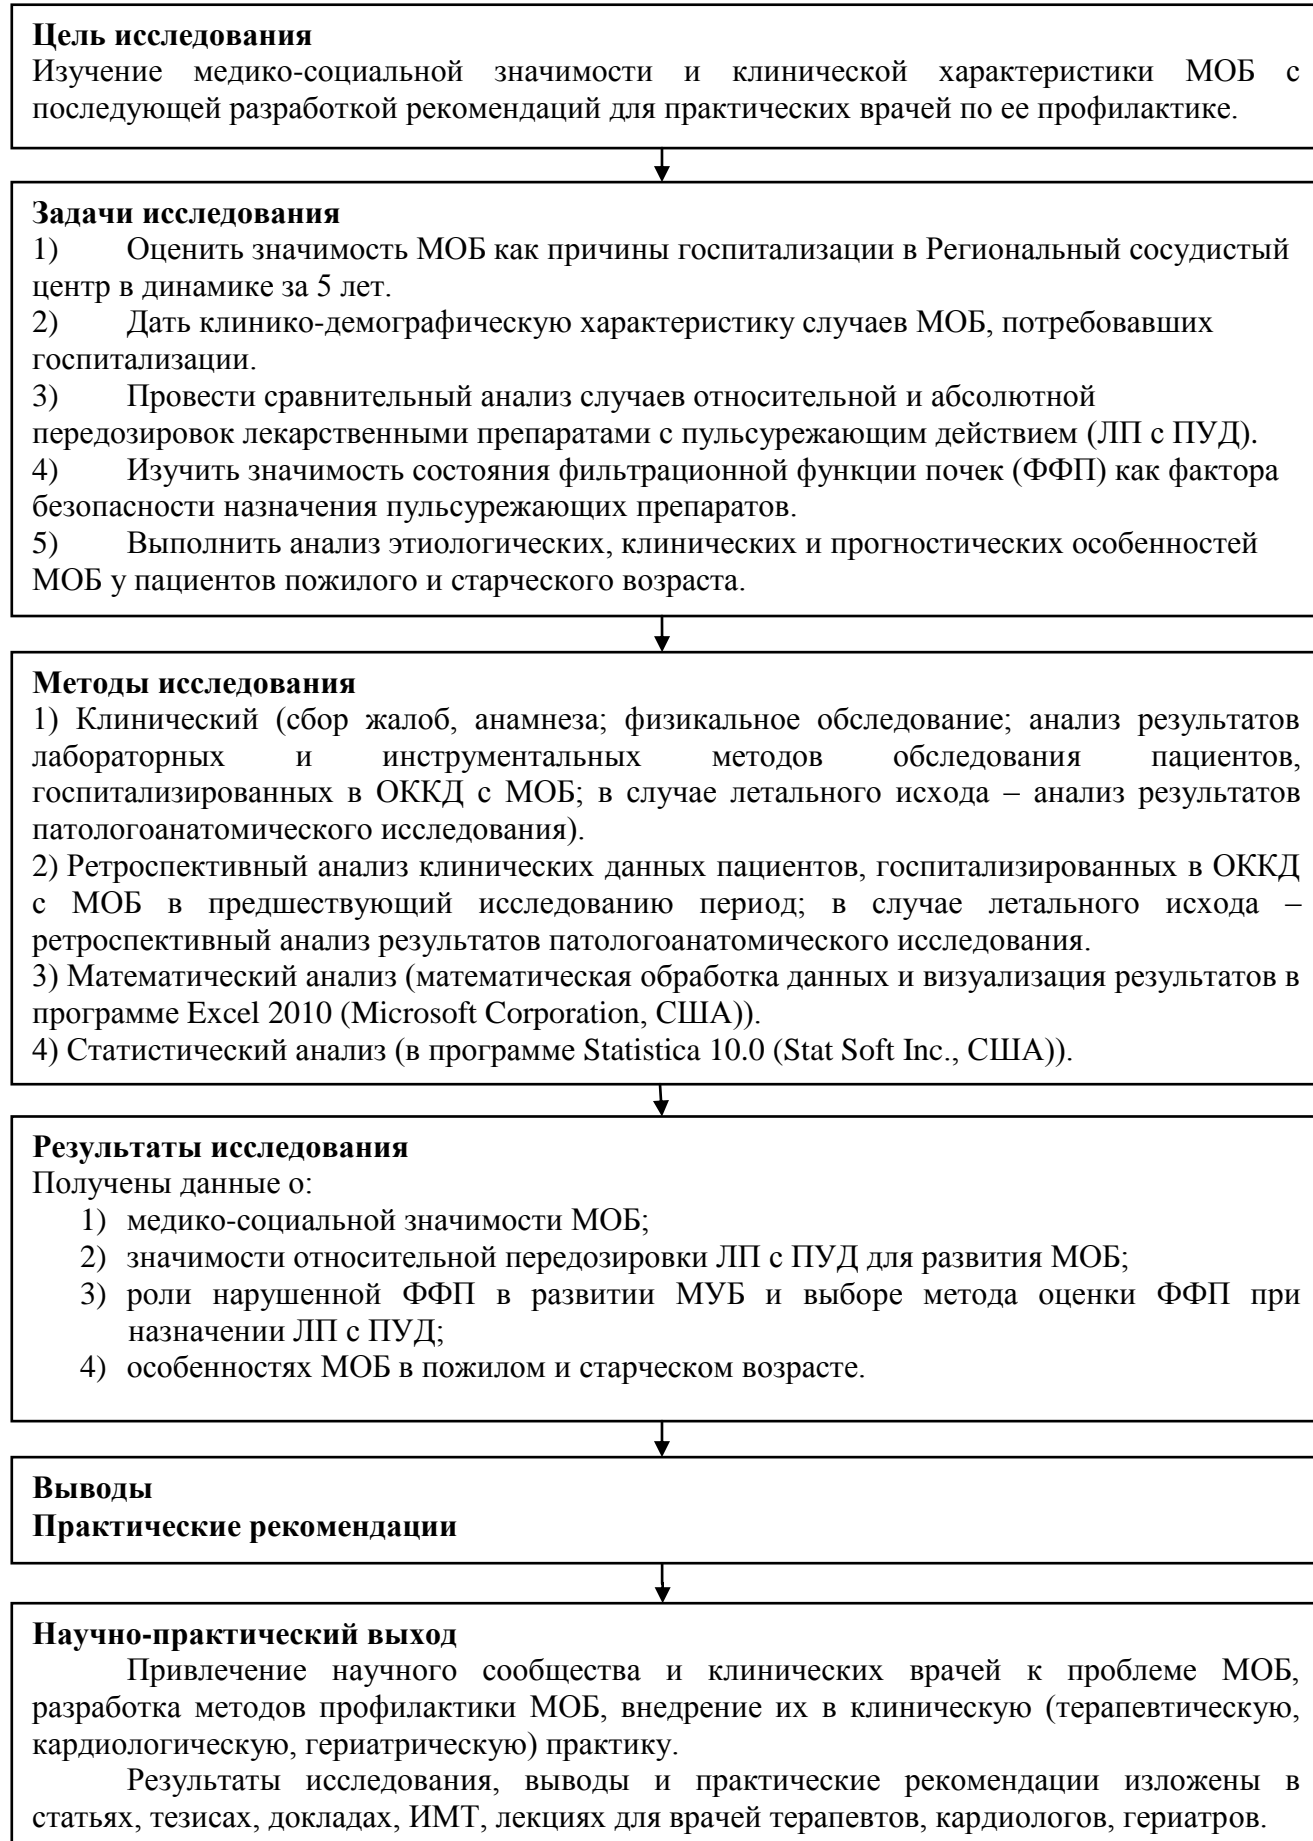 Цель исследования
Изучение медико-социальной значимости и клинической характеристики МОБ с
последующей разработкой рекомендаций для практических врачей по ее профилактике.
Задачи исследования
1) Оценить значимость МОБ как причины госпитализации в Региональный сосудистый
центр в динамике за 5 лет.
2) Дать клинико-демографическую характеристику случаев МОБ, потребовавших
госпитализации.
3) Провести сравнительный анализ случаев относительной и абсолютной
передозировок лекарственными препаратами с пульсурежающим действием (ЛП с ПУД).
4) Изучить значимость состояния фильтрационной функции почек (ФФП) как фактора
безопасности назначения пульсурежающих препаратов.
5) Выполнить анализ этиологических, клинических и прогностических особенностей
МОБ у пациентов пожилого и старческого возраста.
Методы исследования
1) Клинический (сбор жалоб, анамнеза; физикальное обследование; анализ результатов
лабораторных и инструментальных методов обследования пациентов,
госпитализированных в ОККД с МОБ; в случае летального исхода – анализ результатов
патологоанатомического исследования).
2) Ретроспективный анализ клинических данных пациентов, госпитализированных в ОККД
с МОБ в предшествующий исследованию период; в случае летального исхода –
ретроспективный анализ результатов патологоанатомического исследования.
3) Математический анализ (математическая обработка данных и визуализация результатов в
программе Excel 2010 (Microsoft Corporation, США)).
4) Статистический анализ (в программе Statistica 10.0 (Stat Soft Inc., США)).
Результаты исследования
Получены данные о:
1) медико-социальной значимости МОБ;
2) значимости относительной передозировки ЛП с ПУД для развития МОБ;
3) роли нарушенной ФФП в развитии МУБ и выборе метода оценки ФФП при
назначении ЛП с ПУД;
4) особенностях МОБ в пожилом и старческом возрасте.
Выводы
Практические рекомендации
Научно-практический выход
Привлечение научного сообщества и клинических врачей к проблеме МОБ,
разработка методов профилактики МОБ, внедрение их в клиническую (терапевтическую,
кардиологическую, гериатрическую) практику.
Результаты исследования, выводы и практические рекомендации изложены в
статьях, тезисах, докладах, ИМТ, лекциях для врачей терапевтов, кардиологов, гериатров.